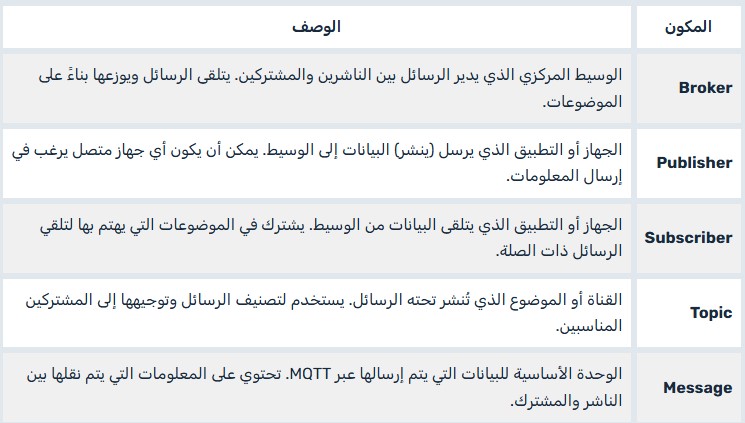 المكون
الوصف
Broker
الوسيط المركزي الذي يدير الرسائل بين الناشرين والمشتركين. يتلقى الرسائل ويوزعها بناءً على
الموضوعات.
Publisher
الجهاز أو التطبيق الذي يرسل (ينشر) البيانات إلى الوسيط. يمكن أن يكون أي جهاز متصل يرغب في
إرسال المعلومات.
Subscriber
الجهاز أو التطبيق الذي يتلقى البيانات من الوسيط. يشترك في الموضوعات التي يهتم بها لتلقي
الرسائل ذات الصلة.
Topic
القناة أو الموضوع الذي تُنشر تحته الرسائل. يستخدم لتصنيف الرسائل وتوجيهها إلى المشتركين
المناسبين.
Message
الوحدة الأساسية للبيانات التي يتم إرسالها عبر MQTT. تحتوي على المعلومات التي يتم نقلها بين
الناشر والمشترك.